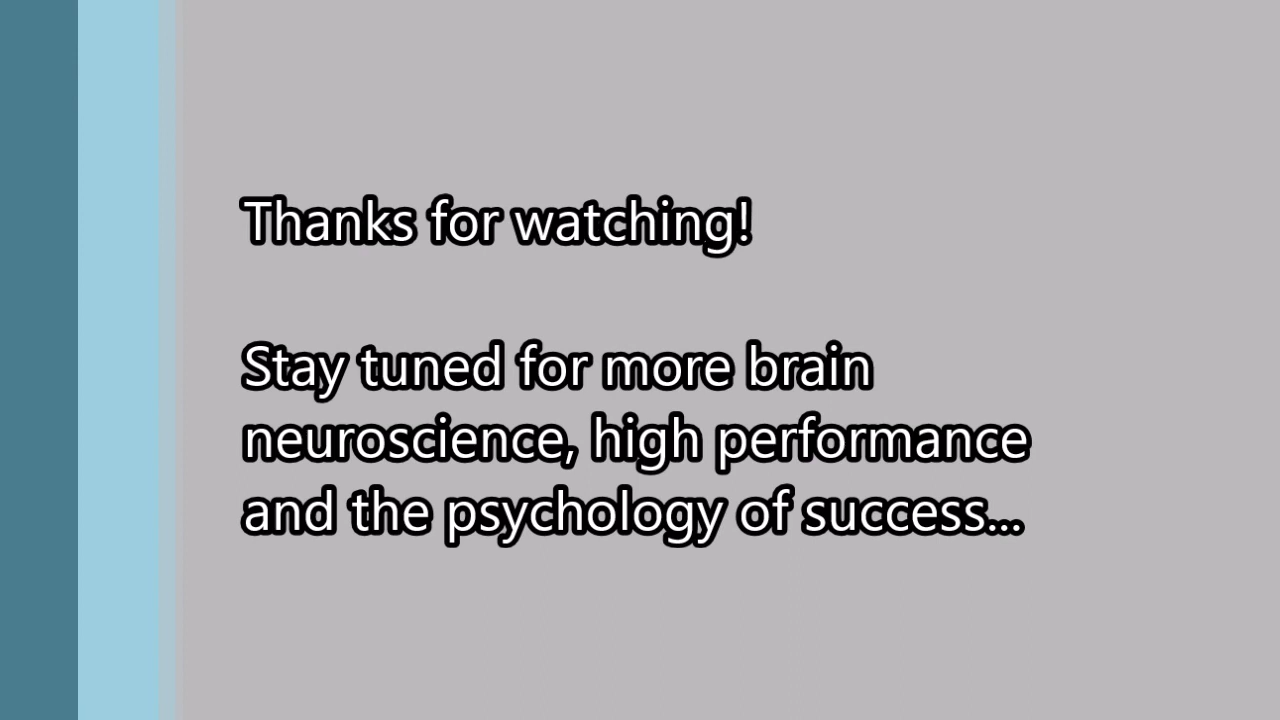 Thanks for watching!
Stay tuned for more brain
neuroscience, high performance
and the psychology of success...